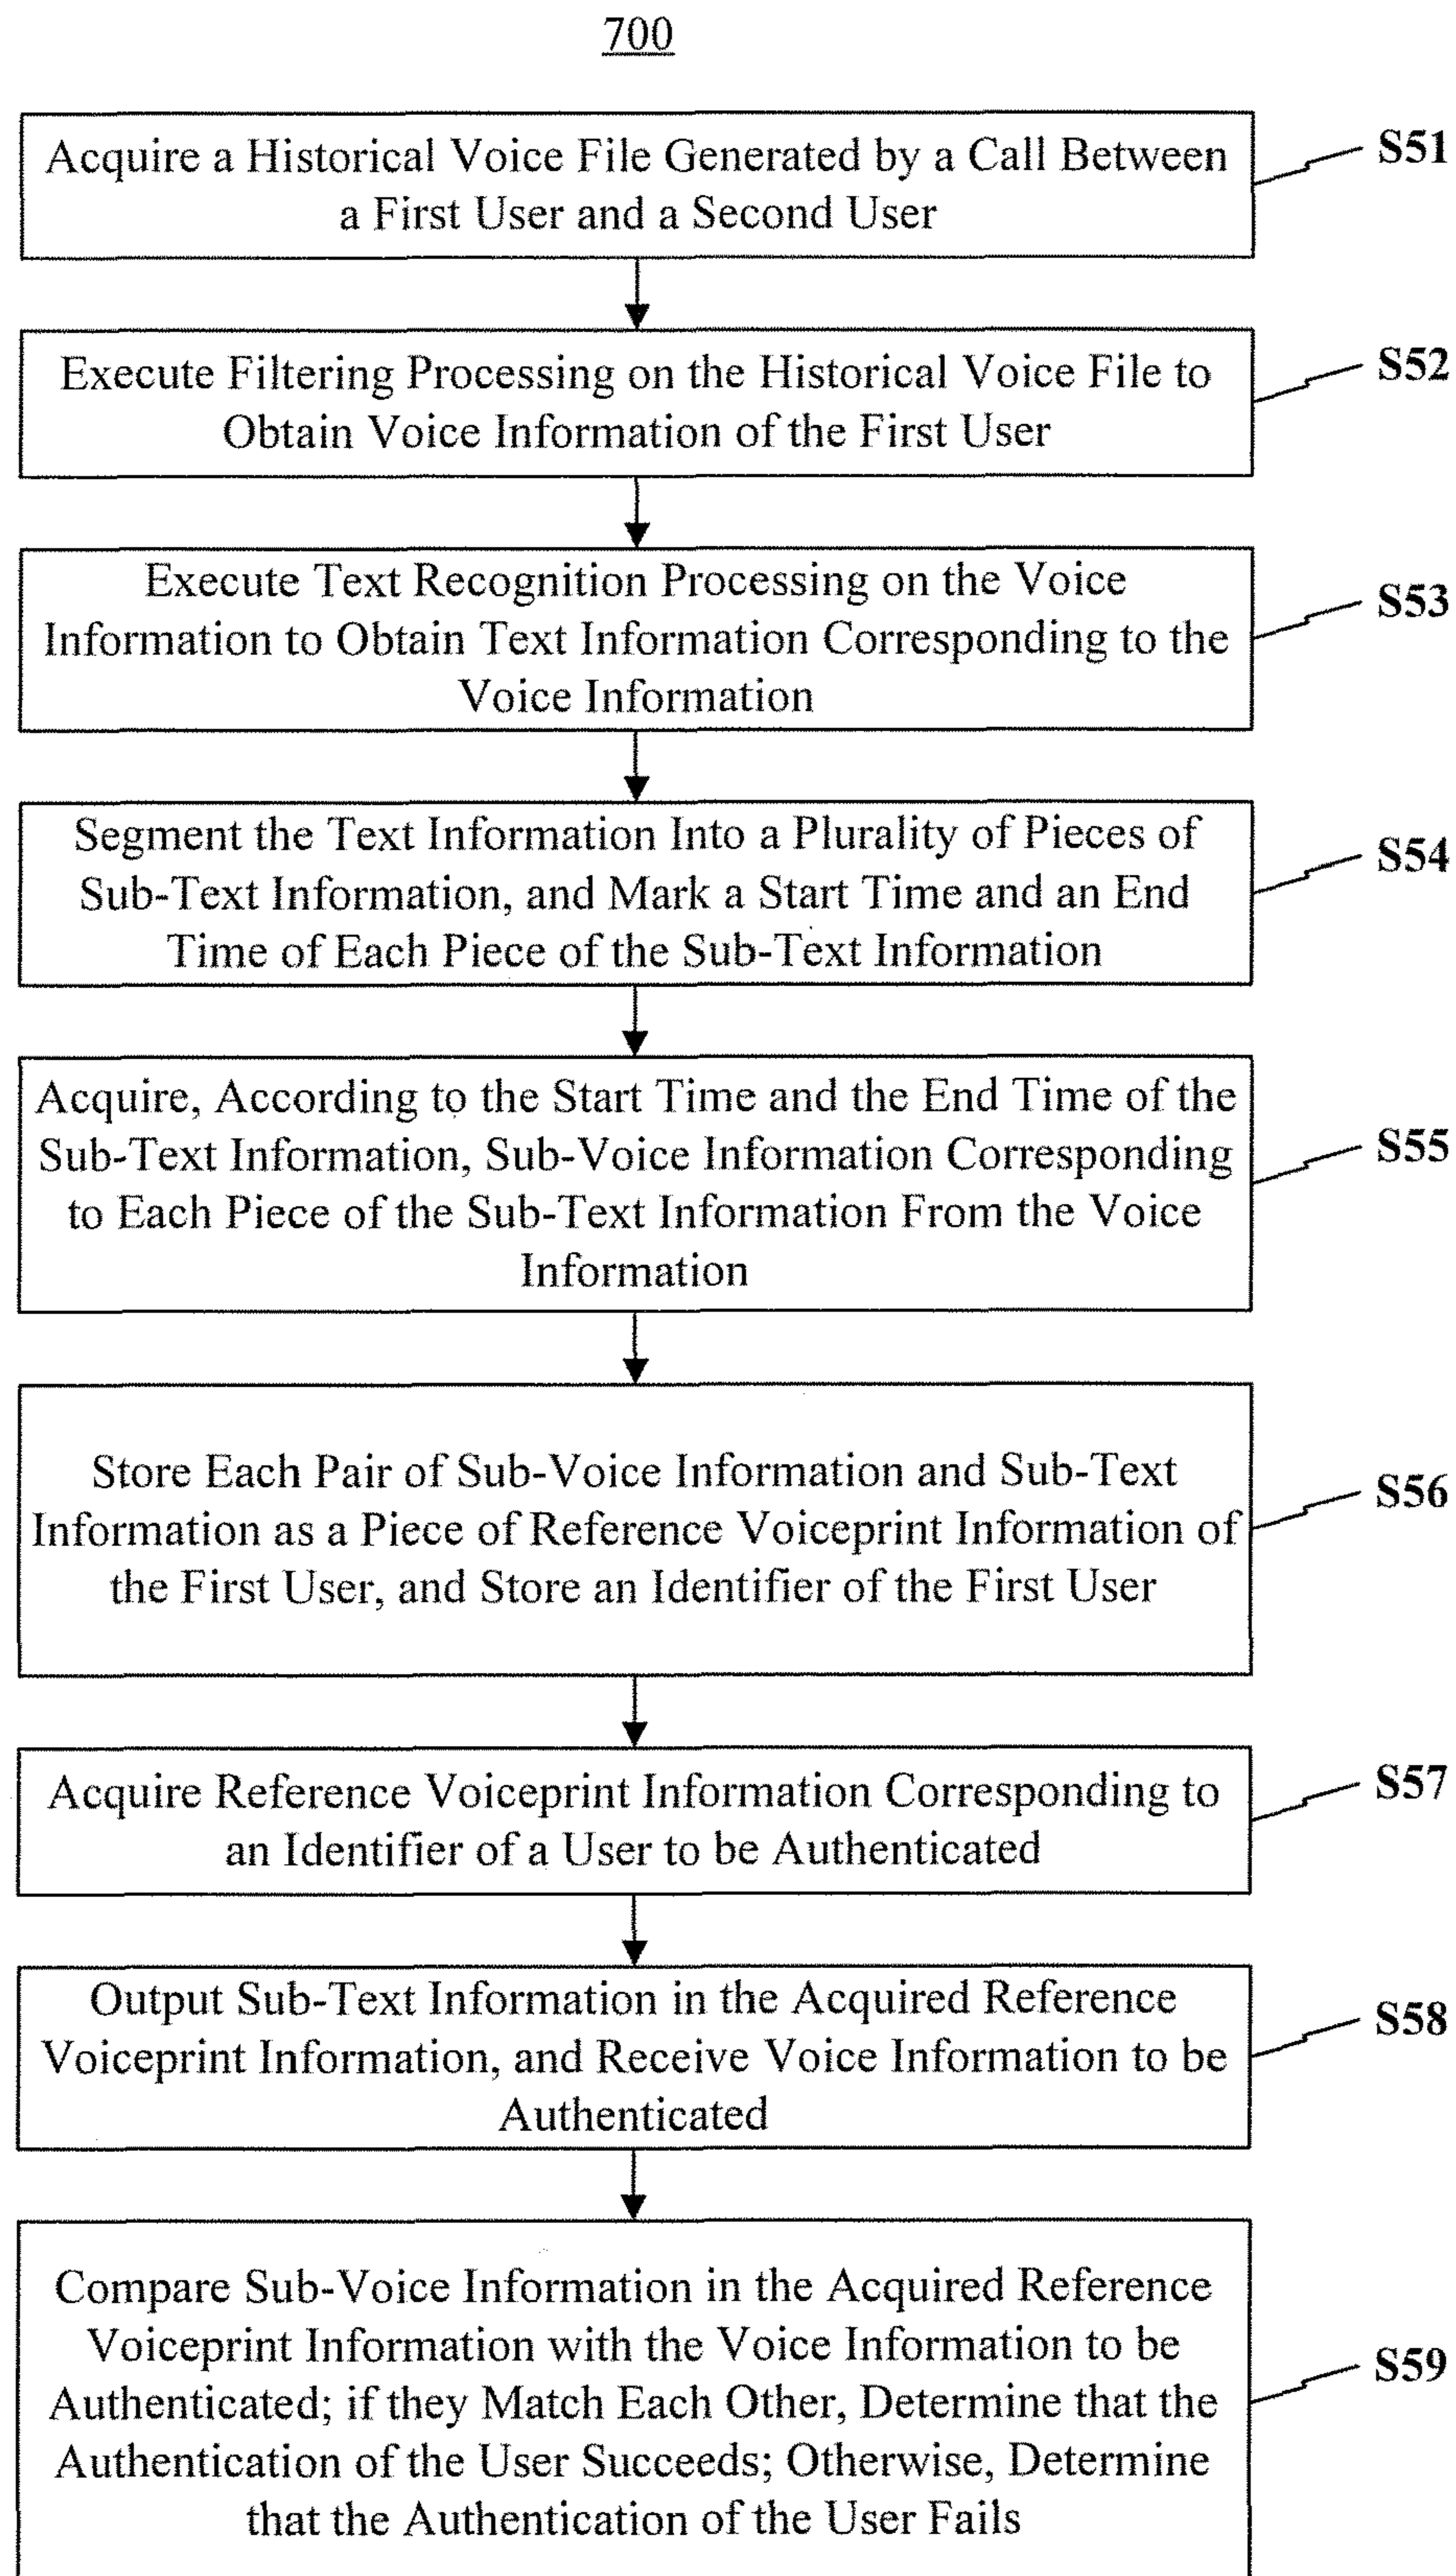 700
Acquire a Historical Voice File Generated by a Call Between
a First User and a Second User
S51
Execute Filtering Processing on the Historical Voice File to
Obtain Voice Information of the First User
S52
Execute Text Recognition Processing on the Voice
Information to Obtain Text Information Corresponding to the
Voice Information
S53
Segment the Text Information Into a Plurality of Pieces of
Sub-Text Information, and Mark a Start Time and an End
Time of Each Piece of the Sub-Text Information
S54
Acquire, According to the Start Time and the End Time of the
Sub-Text Information, Sub-Voice Information Corresponding
to Each Piece of the Sub-Text Information From the Voice
Information
S55
Store Each Pair of Sub-Voice Information and Sub-Text
Information as a Piece of Reference Voiceprint Information of
the First User, and Store an Identifier of the First User
S56
Acquire Reference Voiceprint Information Corresponding to
an Identifier of a User to be Authenticated
S57
Output Sub-Text Information in the Acquired Reference
Voiceprint Information, and Receive Voice Information to be
Authenticated
S58
Compare Sub-Voice Information in the Acquired Reference
Voiceprint Information with the Voice Information to be
Authenticated; if they Match Each Other, Determine that the
Authentication of the User Succeeds; Otherwise, Determine
that the Authentication of the User Fails
S59